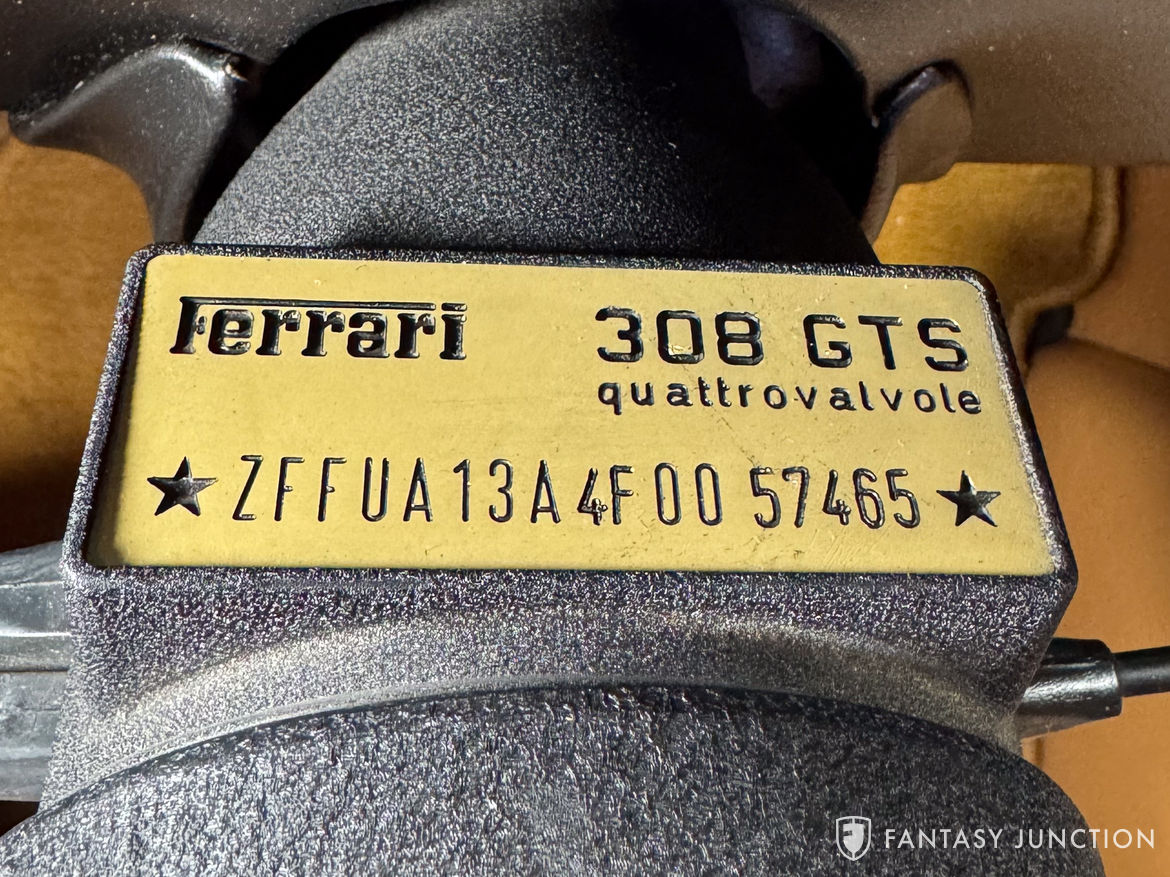 Ferrari 308 GTS
quattrovalvole
★ ZFFUA13A4F0057465 ★
FANTASY JUNCTION